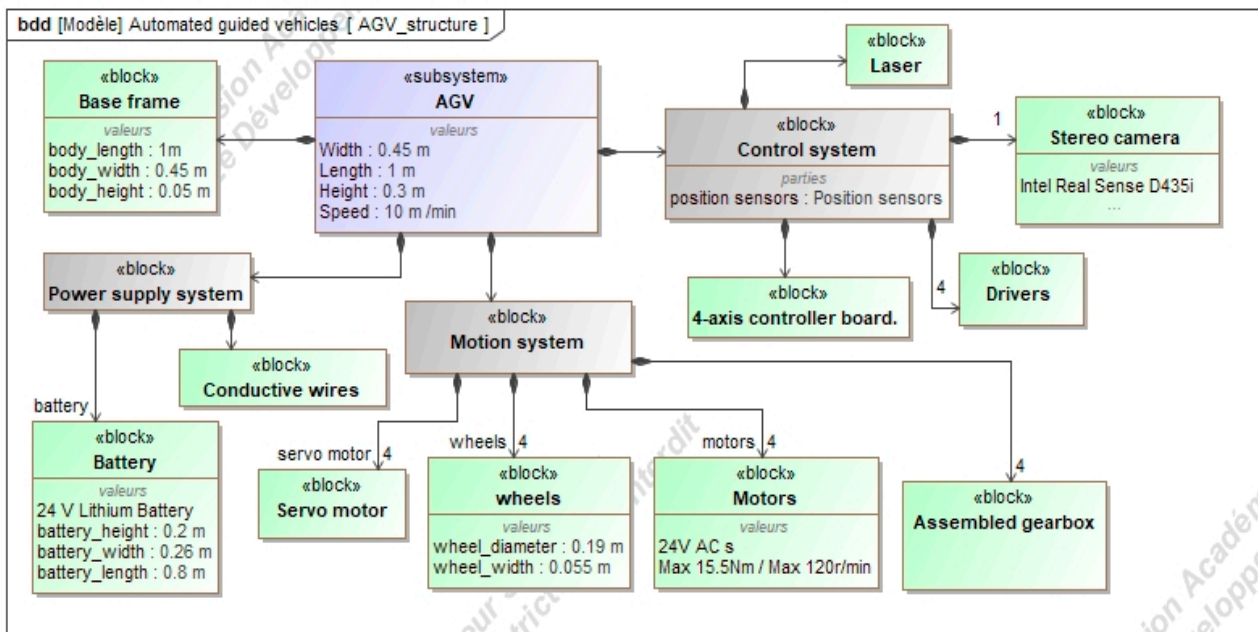 bdd [Modèle] Automated guided vehicles [ AGV_structure ]
«block»
Base frame
valeurs
body_length : 1m
body_width : 0.45 m
body_height : 0.05 m
«subsystem»
AGV
valeurs
Width : 0.45 m
Length : 1 m
Height : 0.3 m
Speed : 10 m /min
«block»
Laser
«block»
Control system
parties
position sensors : Position sensors
1
«block»
Stereo camera
valeurs
Intel Real Sense D435i
...
«block»
Power supply system
«block»
4-axis controller board.
4
«block»
Drivers
«block»
Motion system
«block»
Conductive wires
battery
«block»
Battery
valeurs
24 V Lithium Battery
battery_height : 0.2 m
battery_width : 0.26 m
battery_length : 0.8 m
servo motor 4
«block»
Servo motor
wheels 4
«block»
wheels
valeurs
wheel_diameter : 0.19 m
wheel_width : 0.055 m
motors 4
«block»
Motors
valeurs
24V AC s
Max 15.5Nm / Max 120r/min
4
«block»
Assembled gearbox